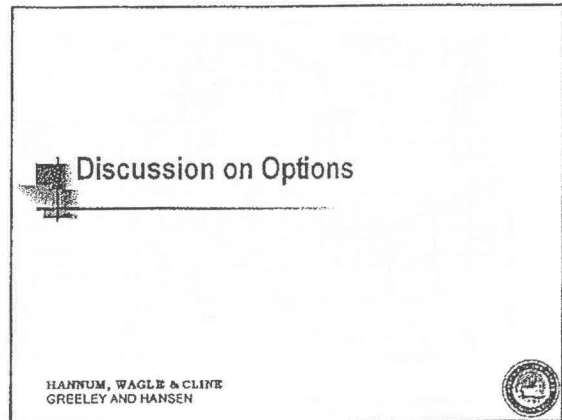 Discussion on Options
HANNUM, WAGLE & CLINE
GREELEY AND HANSEN